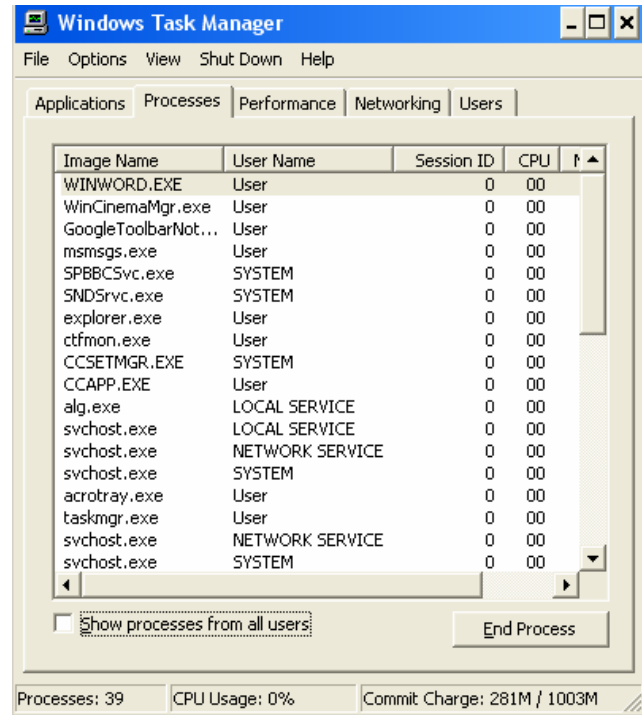 Windows Task Manager
File Options View Shut Down Help
Applications Processes Performance Networking Users
Image Name User Name Session ID CPU
WINWORD.EXE User 0 00
WinCinemaMgr.exe User 0 00
GoogleToolbarNot... User 0 00
msmsgs.exe User 0 00
SPBBCSvc.exe SYSTEM 0 00
SNDSrvc.exe SYSTEM 0 00
explorer.exe User 0 00
ctfmon.exe User 0 00
CCSETMGR.EXE SYSTEM 0 00
CCAPP.EXE User 0 00
alg.exe LOCAL SERVICE 0 00
svchost.exe LOCAL SERVICE 0 00
svchost.exe NETWORK SERVICE 0 00
svchost.exe SYSTEM 0 00
acrotray.exe User 0 00
taskmgr.exe User 0 00
svchost.exe NETWORK SERVICE 0 00
svchost.exe SYSTEM 0 00
Show processes from all users End Process
Processes: 39 CPU Usage: 0% Commit Charge: 281M / 1003M